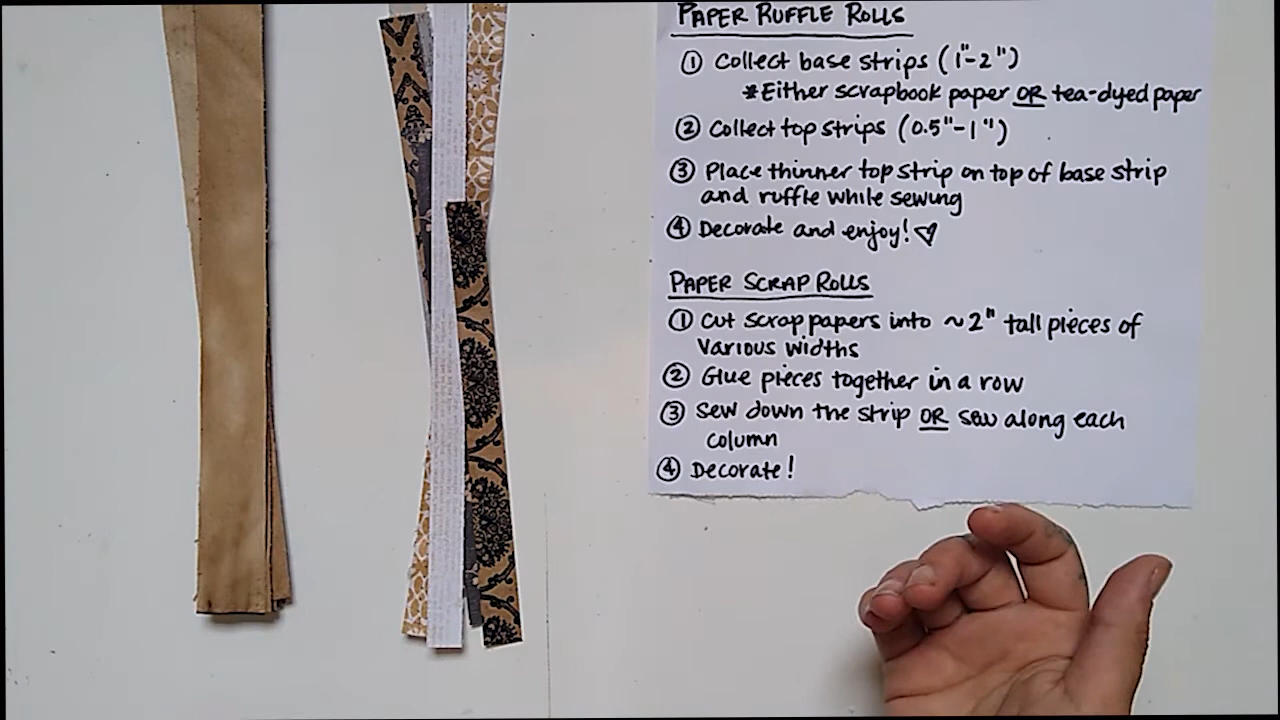 PAPER RUFFLE ROLLS
① Collect base strips (1"-2")
*Either scrapbook paper OR tea-dyed paper
② Collect top strips (0.5"-1")
③ Place thinner top strip on top of base strip
and ruffle while sewing
④ Decorate and enjoy! ♡
PAPER SCRAP ROLLS
① Cut scrap papers into ~2" tall pieces of
various widths
② Glue pieces together in a row
③ Sew down the strip OR sew along each
column
④ Decorate!